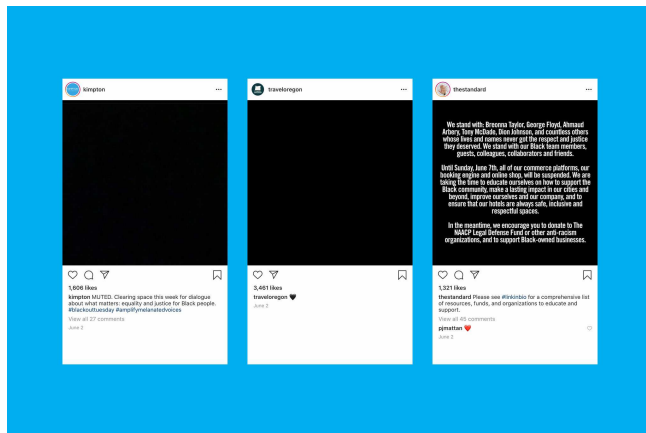 kimpton
1,606 likes
kimpton MUTED. Clearing space this week for dialogue
about what matters: equality and justice for Black people.
#blackouttuesday #amplifymelanatedvoices
View all 27 comments
June 2
traveloregon
3,461 likes
traveloregon 🖤
June 2
thestandard
We stand with: Breonna Taylor, George Floyd, Ahmaud
Arbery, Tony McDade, Dion Johnson, and countless others
whose lives and names never got the respect and justice
they deserved. We stand with our Black team members,
guests, colleagues, collaborators and friends.
Until Sunday, June 7th, all of our commerce platforms, our
booking engine and online shop, will be suspended. We are
taking the time to educate ourselves on how to support the
Black community, make a lasting impact in our cities and
beyond, improve ourselves and our company, and to
ensure that our hotels are always safe, inclusive and
respectful spaces.
In the meantime, we encourage you to donate to The
NAACP Legal Defense Fund or other anti-racism
organizations, and to support Black-owned businesses.
1,321 likes
thestandard Please see #linkinbio for a comprehensive list
of resources, funds, and organizations to educate and
support.
View all 45 comments
pjmattan ❤️
June 2